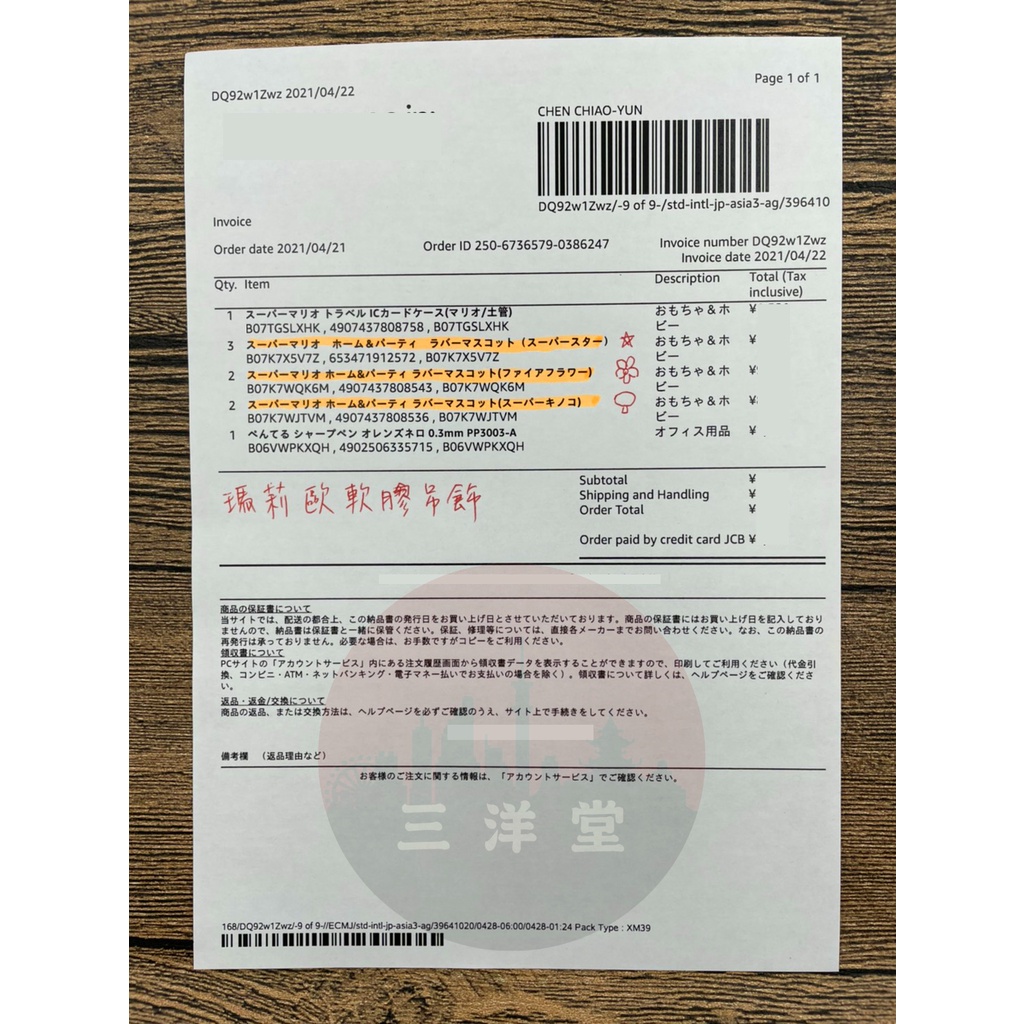 DQ92w1Zwz 2021/04/22
Page 1 of 1
CHEN CHIAO-YUN
DQ92w1Zwz/-9 of 9-/std-intl-jp-asia3-ag/396410
Invoice
Order date 2021/04/21
Order ID 250-6736579-0386247
Invoice number DQ92w1Zwz
Invoice date 2021/04/22
Qty. Item Description Total (Tax inclusive)
1 スーパーマリオ トラベル ICカードケース(マリオ/土管) おもちゃ＆ホビー ¥
B07TGSLXHK , 4907437808758 , B07TGSLXHK
3 スーパーマリオ　ホーム＆パーティ　ラバーマスコット（スーパースター） おもちゃ＆ホビー ¥
B07K7X5V7Z, 653471912572 , B07K7X5V7Z
2 スーパーマリオ ホーム&パーティ ラバーマスコット(ファイアフラワー) おもちゃ＆ホビー ¥
B07K7WQK6M, 4907437808543 , B07K7WQK6M
2 スーパーマリオ ホーム&パーティ ラバーマスコット(スーパーキノコ) おもちゃ＆ホビー ¥
B07K7WJTVM , 4907437808536 , B07K7WJTVM
1 ぺんてる シャープペン オレンズネロ 0.3mm PP3003-A オフィス用品 ¥
B06VWPKXQH , 4902506335715 , B06VWPKXQH
瑪莉歐軟膠吊飾
Subtotal ¥
Shipping and Handling ¥
Order Total ¥
Order paid by credit card JCB ¥
商品の保証書について
当サイトでは、配送の都合上、この納品書の発行日をお買い上げ日とさせていただいております。商品の保証書にはお買い上げ日を記入しており
ませんので、納品書は保証書と一緒に保管ください。保証、修理等については、直接各メーカーまでお問い合わせください。なお、この納品書の
再発行は承っておりません。必要な場合は、お手数ですがコピーをご利用ください。
領収書について
PCサイトの「アカウントサービス」内にある注文履歴画面から領収書データを表示することができますので、印刷してご利用ください（代金引
換、コンビニ・ATM・ネットバンキング・電子マネー払いでお支払いの場合を除く）。領収書について詳しくは、ヘルプページをご確認くださ
い。
返品・返金/交換について
商品の返品、または交換方法は、ヘルプページを必ずご確認のうえ、サイト上で手続きをしてください。
備考欄　（返品理由など）
お客様のご注文に関する情報は、「アカウントサービス」でご確認ください。
三洋堂
168/DQ92w1Zwz/-9 of 9-//ECMJ/std-intl-jp-asia3-ag/39641020/0428-06:00/0428-01:24 Pack Type : XM39